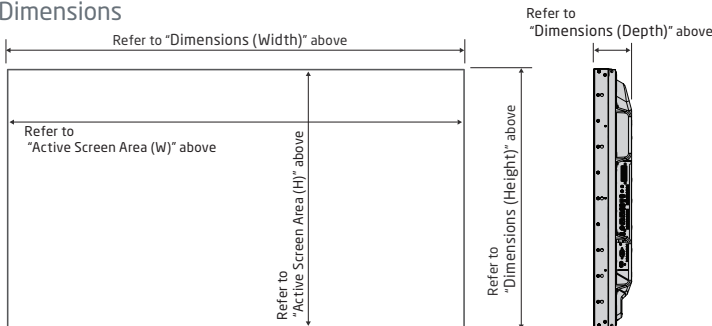 Dimensions
Refer to
"Dimensions (Depth)" above
Refer to "Dimensions (Width)" above
Refer to
"Active Screen Area (W)" above
Refer to
"Active Screen Area (H)" above
Refer to
"Dimensions (Height)" above